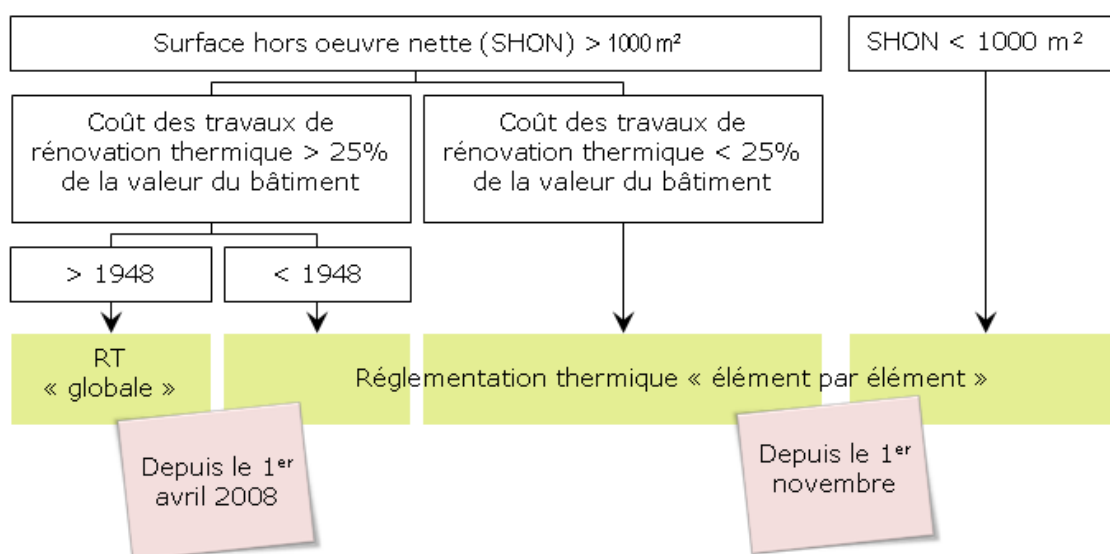 Surface hors oeuvre nette (SHON) > 1000 m²
SHON < 1000 m²
Coût des travaux de
rénovation thermique > 25%
de la valeur du bâtiment
Coût des travaux de
rénovation thermique < 25%
de la valeur du bâtiment
> 1948
< 1948
RT
« globale »
Réglementation thermique « élément par élément »
Depuis le 1er
avril 2008
Depuis le 1er
novembre